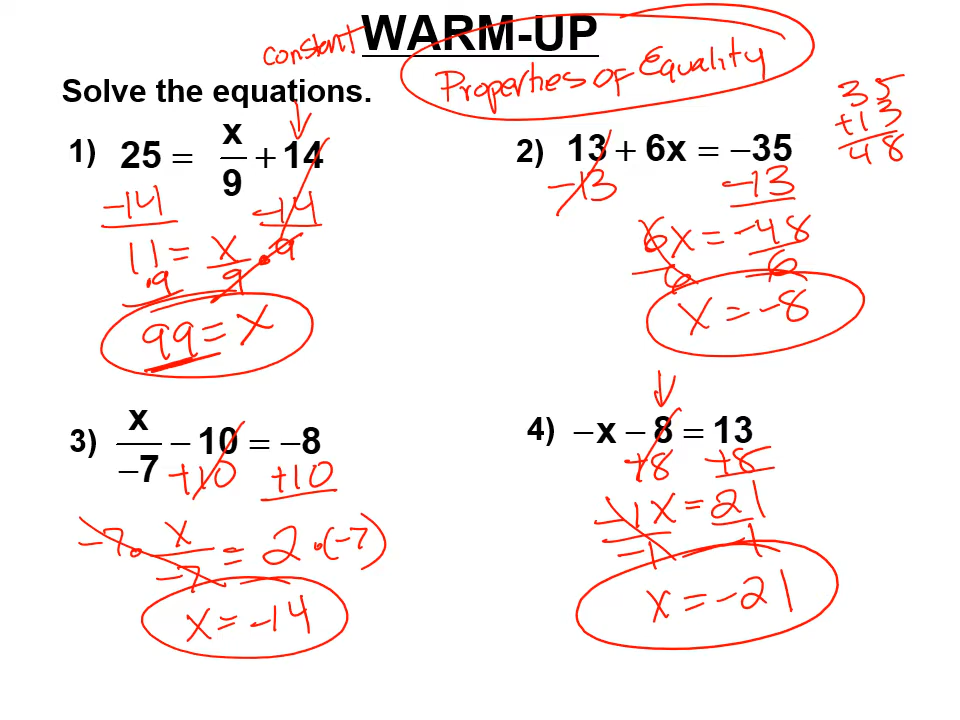 WARM-UP
constant
Properties of Equality
Solve the equations.
35
+13
48
1) 25 = x/9 + 14
-14 -14
11 = x/9 · 9
·9
99 = x
2) 13 + 6x = -35
-13 -13
6x = -48
6 6
x = -8
3) x/-7 - 10 = -8
+10 +10
-7 · x/-7 = 2 · (-7)
x = -14
4) -x - 8 = 13
+8 +8
-1x = 21
-1 -1
x = -21